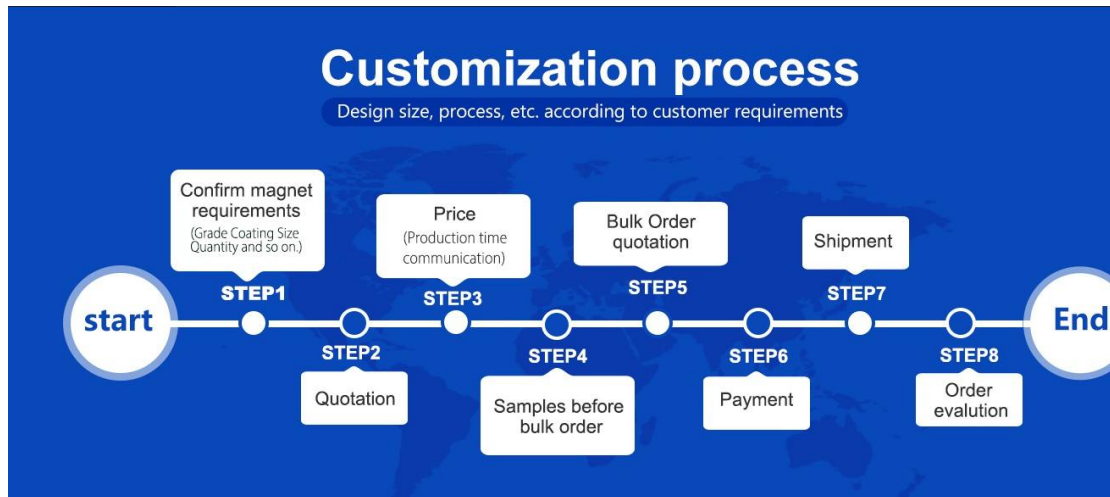 Customization process
Design size, process, etc. according to customer requirements
start
Confirm magnet
requirements
(Grade Coating Size
Quantity and so on.)
STEP1
STEP2
Quotation
Price
(Production time
communication)
STEP3
STEP4
Samples before
bulk order
Bulk Order
quotation
STEP5
STEP6
Payment
Shipment
STEP7
STEP8
Order
evalution
End